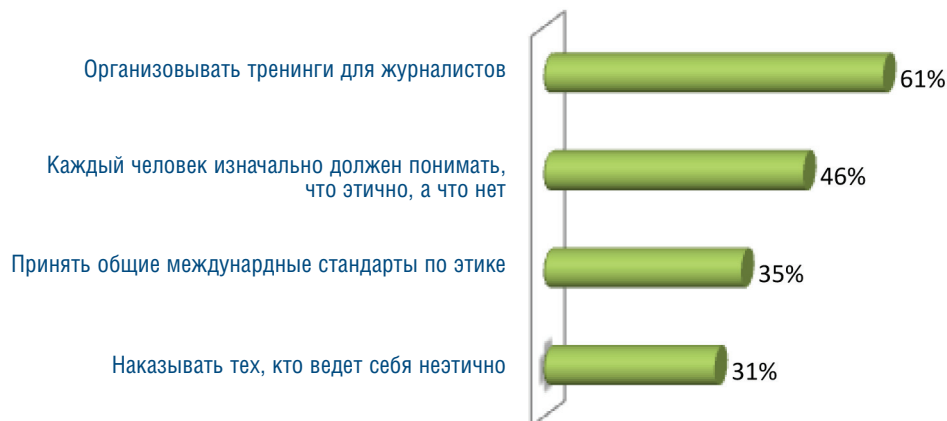 Организовывать тренинги для журналистов
61%
Каждый человек изначально должен понимать,
что этично, а что нет
46%
Принять общие междунардные стандарты по этике
35%
Наказывать тех, кто ведет себя неэтично
31%